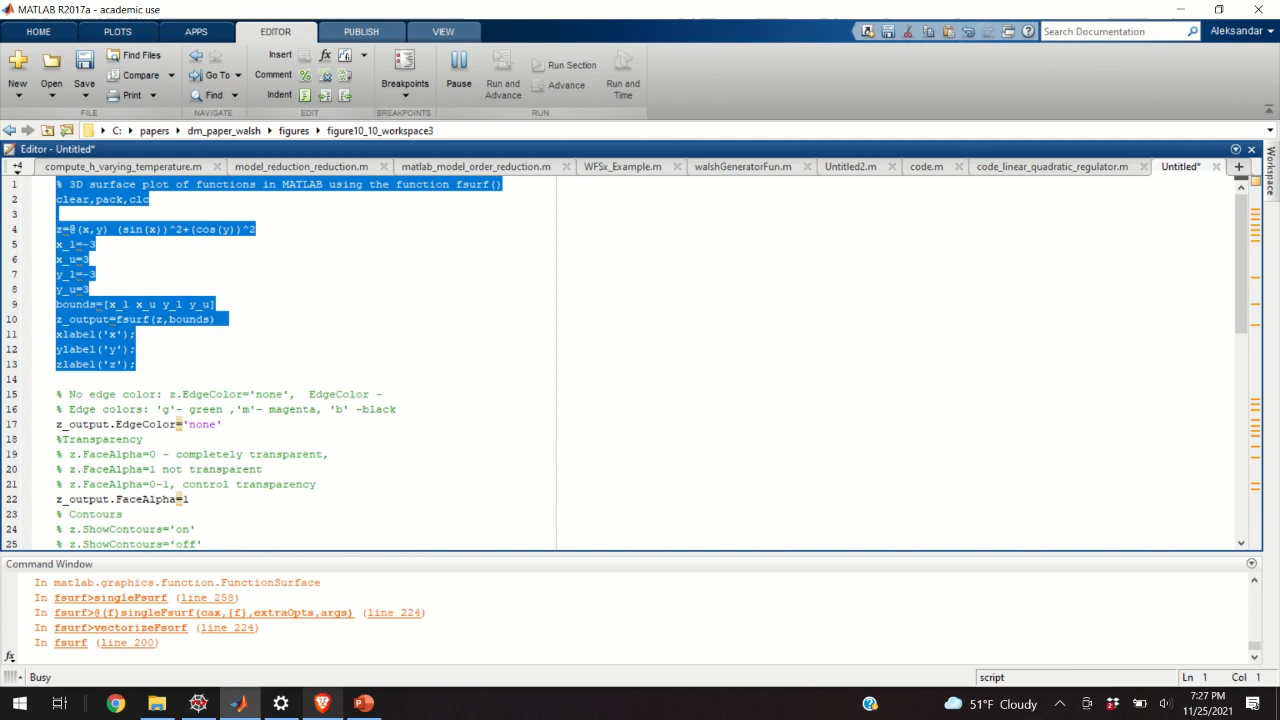 MATLAB R2017a - academic use
HOME PLOTS APPS EDITOR PUBLISH VIEW Search Documentation Aleksandar
New Open Save Find Files Compare Print Go To Find Insert fx Comment Indent Breakpoints Pause Run and Advance Run Section Advance Run and Time
FILE NAVIGATE EDIT BREAKPOINTS RUN
C: papers dm_paper_walsh figures figure10_10_workspace3
Editor - Untitled*
+4 compute_h_varying_temperature.m model_reduction_reduction.m matlab_model_order_reduction.m WFSx_Example.m walshGeneratorFun.m Untitled2.m code.m code_linear_quadratic_regulator.m Untitled* +
Workspace
1 % 3D surface plot of functions in MATLAB using the function fsurf()
2 clear,pack,clc
3
4 z=@(x,y) (sin(x))^2+(cos(y))^2
5 x_l=-3
6 x_u=3
7 y_l=-3
8 y_u=3
9 bounds=[x_l x_u y_l y_u]
10 z_output=fsurf(z,bounds)
11 xlabel('x');
12 ylabel('y');
13 zlabel('z');
14
15 % No edge color: z.EdgeColor='none',  EdgeColor -
16 % Edge colors: 'g'- green ,'m'- magenta, 'b' -black
17 z_output.EdgeColor='none'
18 %Transparency
19 % z.FaceAlpha=0 - completely transparent,
20 % z.FaceAlpha=1 not transparent
21 % z.FaceAlpha=0-1, control transparency
22 z_output.FaceAlpha=1
23 % Contours
24 % z.ShowContours='on'
25 % z.ShowContours='off'
Command Window
In matlab.graphics.function.FunctionSurface
In fsurf>singleFsurf (line 258)
In fsurf>@(f)singleFsurf(cax,{f},extraOpts,args) (line 224)
In fsurf>vectorizeFsurf (line 224)
In fsurf (line 200)
fx
Busy script Ln 1 Col 1
51°F Cloudy 7:27 PM
11/25/2021